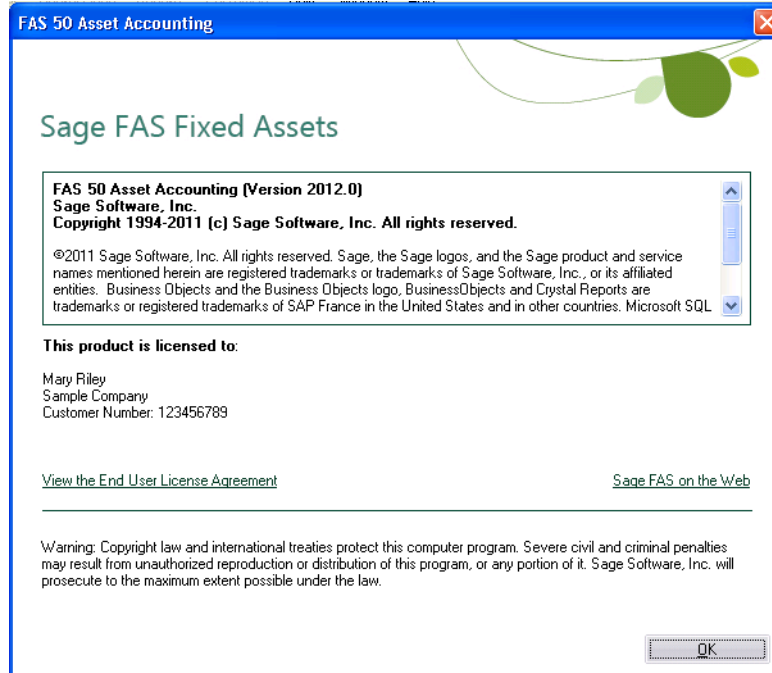 FAS 50 Asset Accounting
Sage FAS Fixed Assets
FAS 50 Asset Accounting (Version 2012.0)
Sage Software, Inc.
Copyright 1994-2011 (c) Sage Software, Inc. All rights reserved.
©2011 Sage Software, Inc. All rights reserved. Sage, the Sage logos, and the Sage product and service
names mentioned herein are registered trademarks or trademarks of Sage Software, Inc., or its affiliated
entities. Business Objects and the Business Objects logo, BusinessObjects and Crystal Reports are
trademarks or registered trademarks of SAP France in the United States and in other countries. Microsoft SQL
This product is licensed to:
Mary Riley
Sample Company
Customer Number: 123456789
View the End User License Agreement
Sage FAS on the Web
Warning: Copyright law and international treaties protect this computer program. Severe civil and criminal penalties
may result from unauthorized reproduction or distribution of this program, or any portion of it. Sage Software, Inc. will
prosecute to the maximum extent possible under the law.
OK